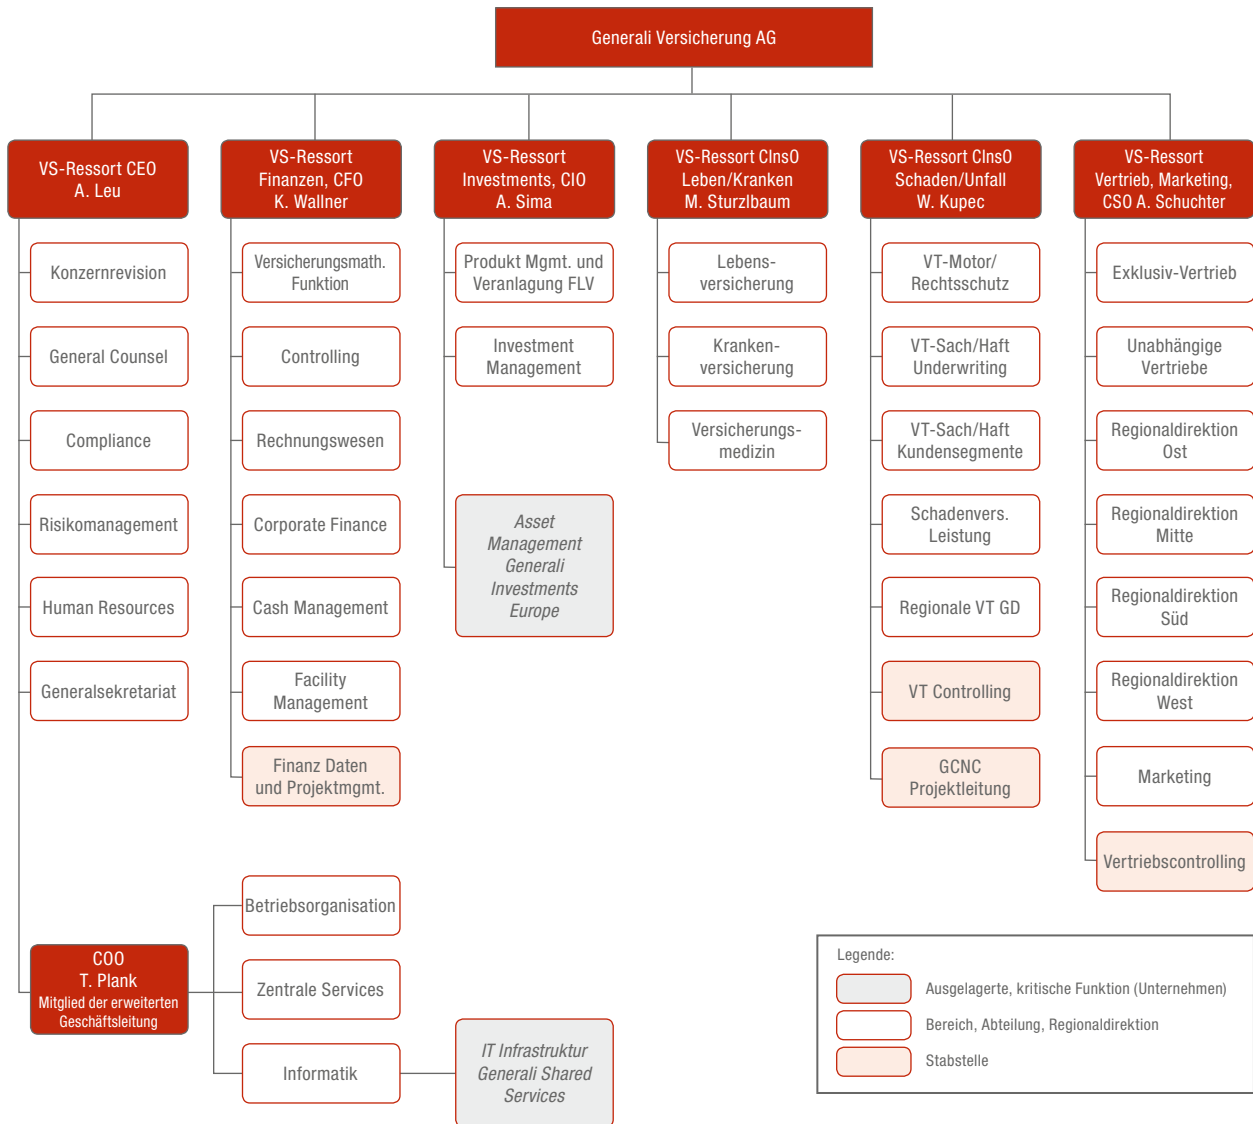 Generali Versicherung AG
VS-Ressort CEO
A. Leu
Konzernrevision
General Counsel
Compliance
Risikomanagement
Human Resources
Generalsekretariat
COO
T. Plank
Mitglied der erweiterten
Geschäftsleitung
Betriebsorganisation
Zentrale Services
Informatik
IT Infrastruktur
Generali Shared
Services
VS-Ressort
Finanzen, CFO
K. Wallner
Versicherungsmath.
Funktion
Controlling
Rechnungswesen
Corporate Finance
Cash Management
Facility
Management
Finanz Daten
und Projektmgmt.
VS-Ressort
Investments, CIO
A. Sima
Produkt Mgmt. und
Veranlagung FLV
Investment
Management
Asset
Management
Generali
Investments
Europe
VS-Ressort CInsO
Leben/Kranken
M. Sturzlbaum
Lebens-
versicherung
Kranken-
versicherung
Versicherungs-
medizin
VS-Ressort CInsO
Schaden/Unfall
W. Kupec
VT-Motor/
Rechtsschutz
VT-Sach/Haft
Underwriting
VT-Sach/Haft
Kundensegmente
Schadenvers.
Leistung
Regionale VT GD
VT Controlling
GCNC
Projektleitung
VS-Ressort
Vertrieb, Marketing,
CSO A. Schuchter
Exklusiv-Vertrieb
Unabhängige
Vertriebe
Regionaldirektion
Ost
Regionaldirektion
Mitte
Regionaldirektion
Süd
Regionaldirektion
West
Marketing
Vertriebscontrolling
Legende:
Ausgelagerte, kritische Funktion (Unternehmen)
Bereich, Abteilung, Regionaldirektion
Stabstelle